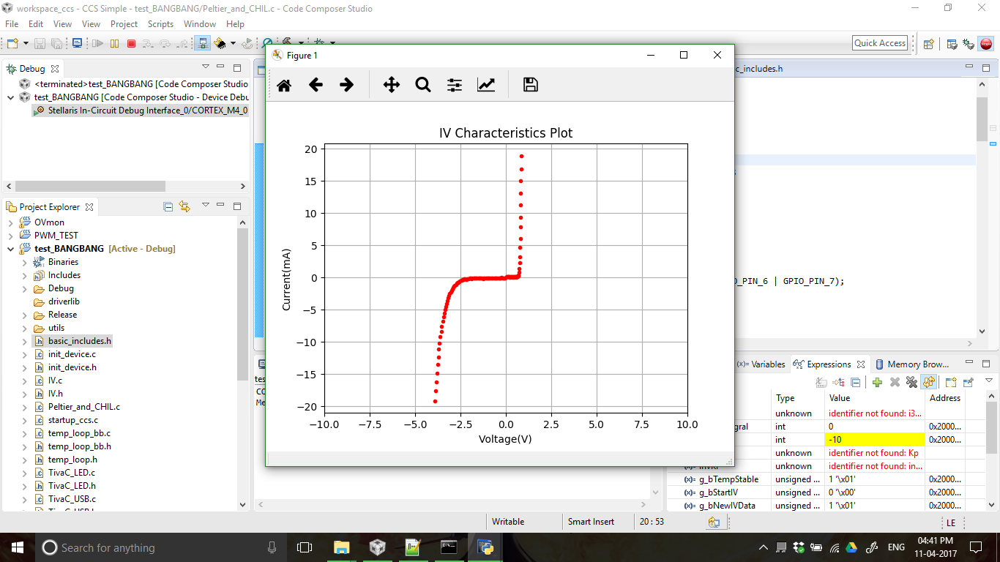 workspace_ccs - CCS Simple - test_BANGBANG/Peltier_and_CHIL.c - Code Composer Studio
File Edit View View Project Scripts Window Help
Quick Access
Debug
<terminated>test_BANGBANG [Code Composer Studio
test_BANGBANG [Code Composer Studio - Device Debu
Stellaris In-Circuit Debug Interface_0/CORTEX_M4_0
Project Explorer
OVmon
PWM_TEST
test_BANGBANG [Active - Debug]
Binaries
Includes
Debug
driverlib
Release
utils
basic_includes.h
init_device.c
init_device.h
IV.c
IV.h
Peltier_and_CHIL.c
startup_ccs.c
temp_loop_bb.c
temp_loop_bb.h
temp_loop.h
TivaC_LED.c
TivaC_LED.h
TivaC_USB.c
Figure 1
IV Characteristics Plot
Current(mA)
20
15
10
5
0
−5
−10
−15
−20
−10.0 −7.5 −5.0 −2.5 0.0 2.5 5.0 7.5 10.0
Voltage(V)
c_includes.h
O_PIN_6 | GPIO_PIN_7);
tes
CO
Me
(x)= Variables Expressions Memory Brow...
Type Value Address
unknown identifier not found: i3...
gral int 0 0x2000...
int -10 0x2000...
unknown identifier not found: Kp
unknown identifier not found: in...
(x)= g_bTempStable unsigned ... 1 '\x01' 0x2000...
(x)= g_bStartIV unsigned ... 0 '\x00' 0x2000...
(x)= g_bNewIVData unsigned ... 1 '\x01' 0x2000...
Writable Smart Insert 20 : 53 LE
Search for anything
ENG
04:41 PM
11-04-2017